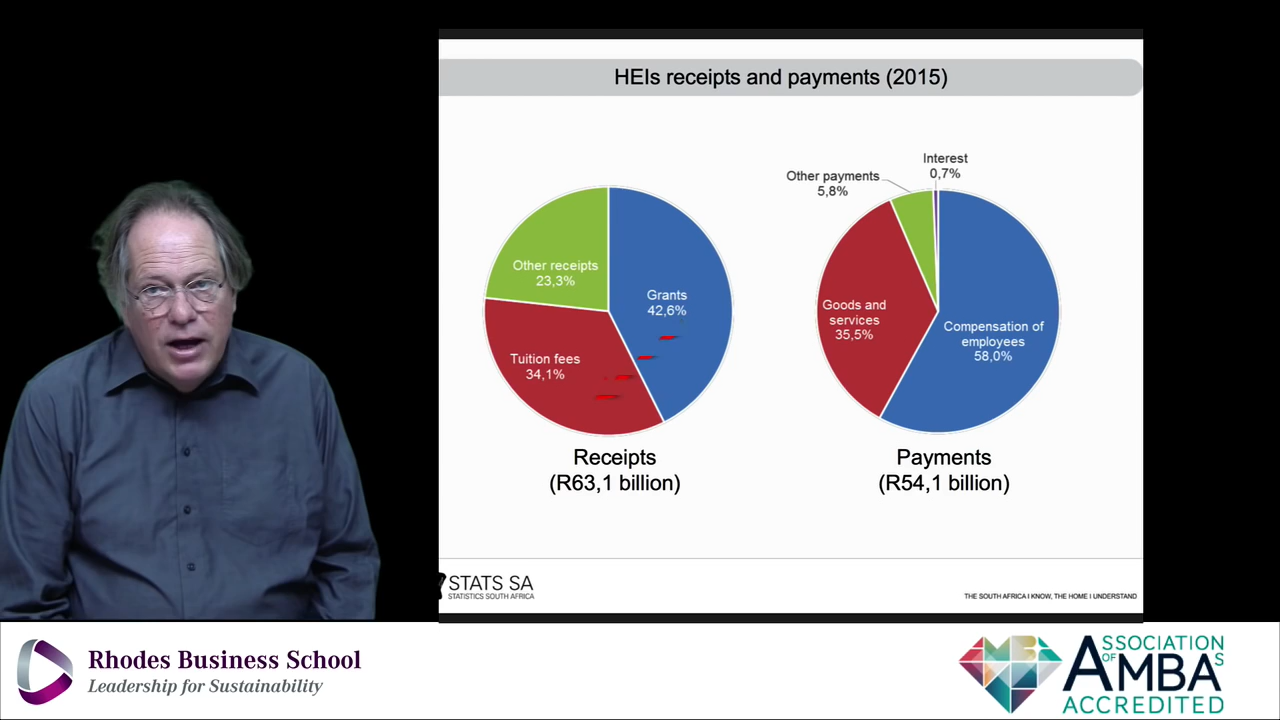 HEIs receipts and payments (2015)
Other receipts
23,3%
Grants
42,6%
Tuition fees
34,1%
Receipts
(R63,1 billion)
Interest
0,7%
Other payments
5,8%
Goods and
services
35,5%
Compensation of
employees
58,0%
Payments
(R54,1 billion)
STATS SA
STATISTICS SOUTH AFRICA
THE SOUTH AFRICA I KNOW, THE HOME I UNDERSTAND
Rhodes Business School
Leadership for Sustainability
MBA
ASSOCIATION
OF AMBAs
ACCREDITED